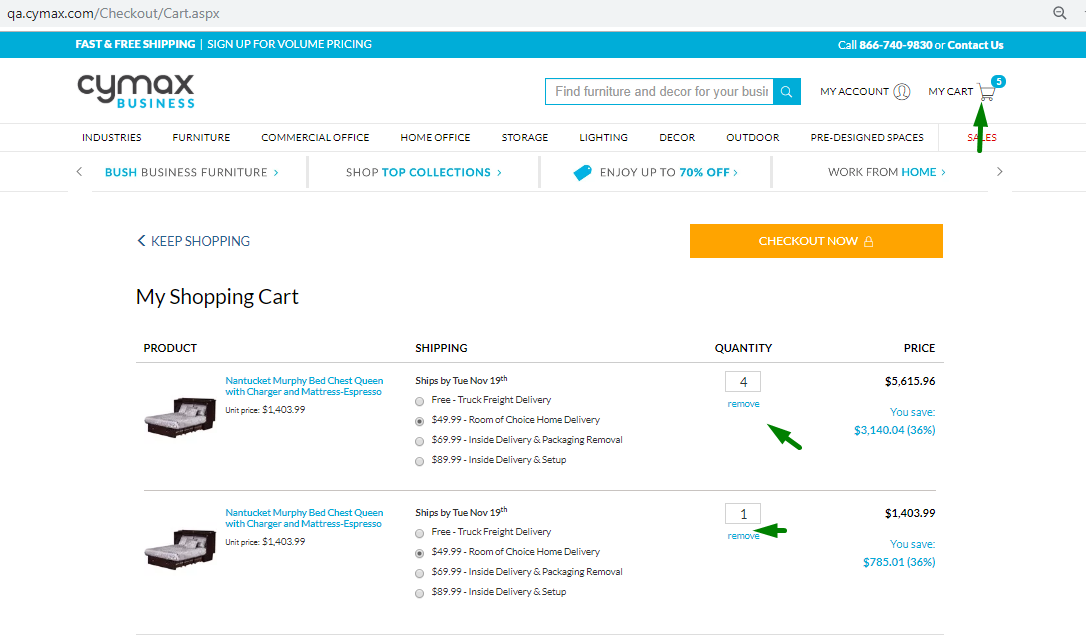 qa.cymax.com/Checkout/Cart.aspx
FAST & FREE SHIPPING | SIGN UP FOR VOLUME PRICING
Call 866-740-9830 or Contact Us
cymax
BUSINESS
Find furniture and decor for your busin
MY ACCOUNT
MY CART
5
INDUSTRIES FURNITURE COMMERCIAL OFFICE HOME OFFICE STORAGE LIGHTING DECOR OUTDOOR PRE-DESIGNED SPACES SALES
BUSH BUSINESS FURNITURE > SHOP TOP COLLECTIONS > ENJOY UP TO 70% OFF > WORK FROM HOME >
KEEP SHOPPING
CHECKOUT NOW
My Shopping Cart
PRODUCT SHIPPING QUANTITY PRICE
Nantucket Murphy Bed Chest Queen
with Charger and Mattress-Espresso
Unit price: $1,403.99
Ships by Tue Nov 19th
Free - Truck Freight Delivery
$49.99 - Room of Choice Home Delivery
$69.99 - Inside Delivery & Packaging Removal
$89.99 - Inside Delivery & Setup
4
remove
$5,615.96
You save:
$3,140.04 (36%)
Nantucket Murphy Bed Chest Queen
with Charger and Mattress-Espresso
Unit price: $1,403.99
Ships by Tue Nov 19th
Free - Truck Freight Delivery
$49.99 - Room of Choice Home Delivery
$69.99 - Inside Delivery & Packaging Removal
$89.99 - Inside Delivery & Setup
1
remove
$1,403.99
You save:
$785.01 (36%)